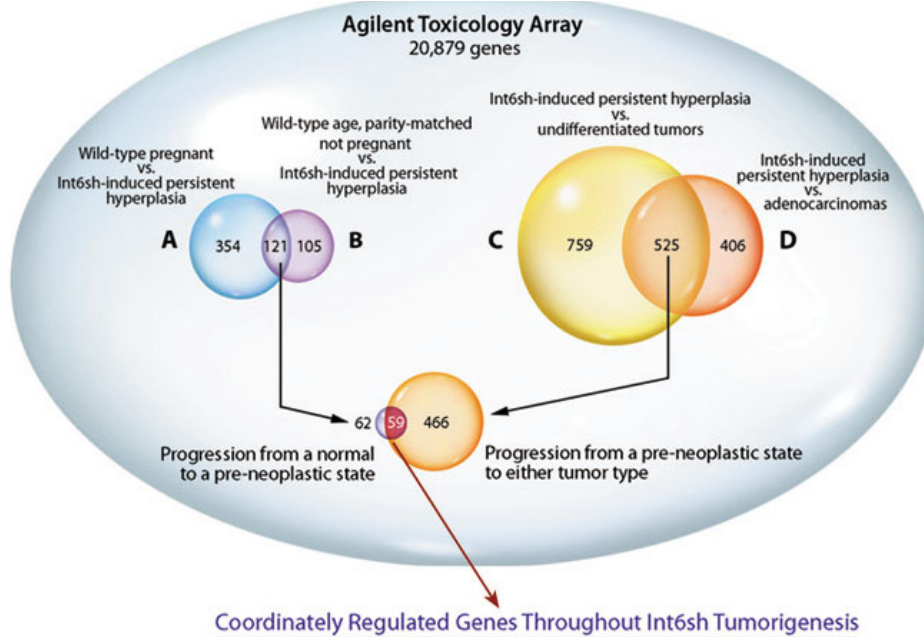 Agilent Toxicology Array
20,879 genes
Wild-type pregnant
vs.
Int6sh-induced persistent
hyperplasia
Wild-type age, parity-matched
not pregnant
vs.
Int6sh-induced persistent
hyperplasia
A
354
121
105
B
Int6sh-induced persistent hyperplasia
vs.
undifferentiated tumors
Int6sh-induced
persistent hyperplasia
vs.
adenocarcinomas
C
759
525
406
D
62
59
466
Progression from a normal
to a pre-neoplastic state
Progression from a pre-neoplastic state
to either tumor type
Coordinately Regulated Genes Throughout Int6sh Tumorigenesis